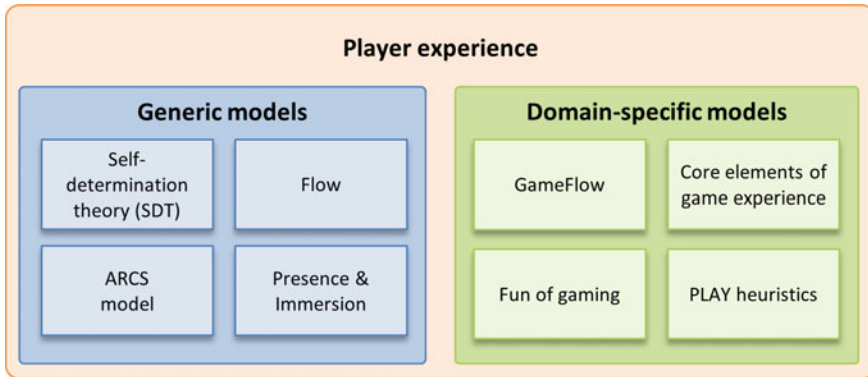 Player experience
Generic models
Self-
determination
theory (SDT)
Flow
ARCS
model
Presence &
Immersion
Domain-specific models
GameFlow
Core elements of
game experience
Fun of gaming
PLAY heuristics